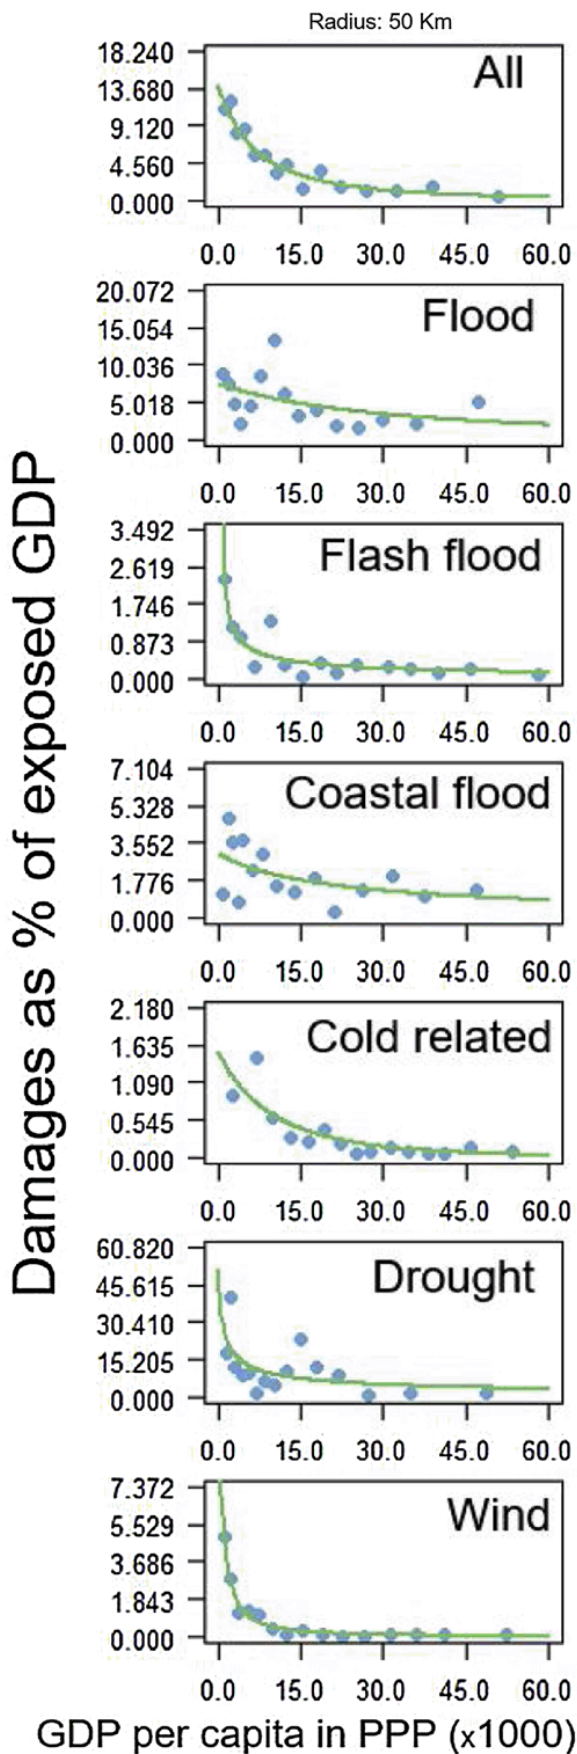 Radius: 50 Km
Damages as % of exposed GDP
All
18.240
13.680
9.120
4.560
0.000
0.0 15.0 30.0 45.0 60.0
Flood
20.072
15.054
10.036
5.018
0.000
0.0 15.0 30.0 45.0 60.0
Flash flood
3.492
2.619
1.746
0.873
0.000
0.0 15.0 30.0 45.0 60.0
Coastal flood
7.104
5.328
3.552
1.776
0.000
0.0 15.0 30.0 45.0 60.0
Cold related
2.180
1.635
1.090
0.545
0.000
0.0 15.0 30.0 45.0 60.0
Drought
60.820
45.615
30.410
15.205
0.000
0.0 15.0 30.0 45.0 60.0
Wind
7.372
5.529
3.686
1.843
0.000
0.0 15.0 30.0 45.0 60.0
GDP per capita in PPP (x1000)